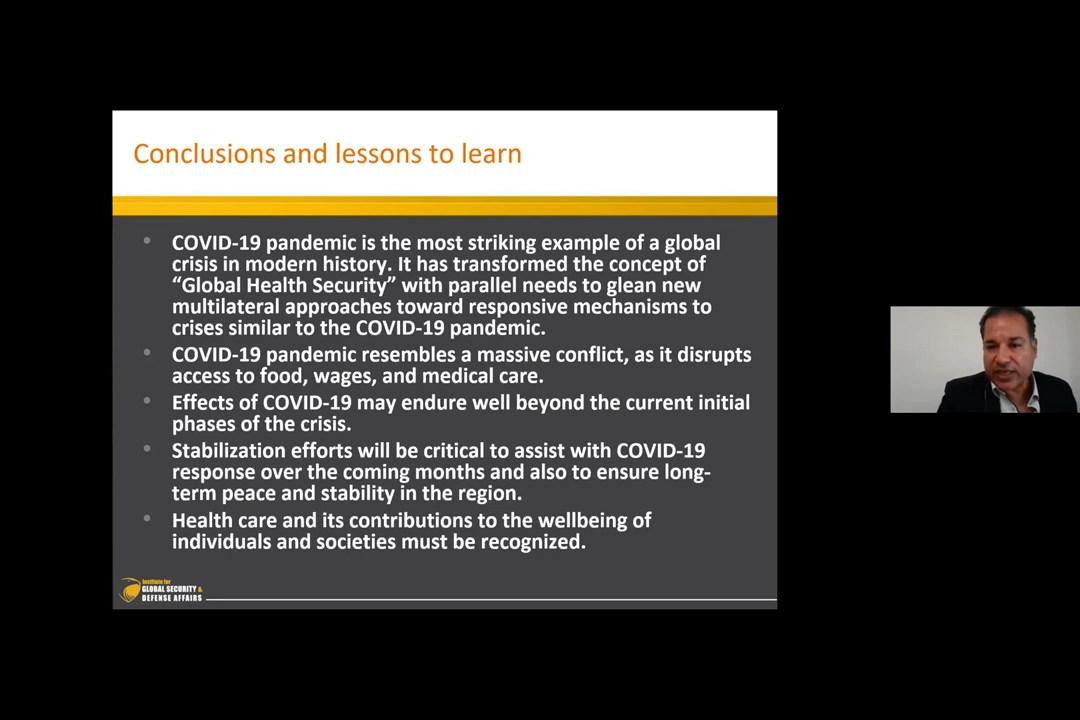 Conclusions and lessons to learn
• COVID-19 pandemic is the most striking example of a global
crisis in modern history. It has transformed the concept of
“Global Health Security” with parallel needs to glean new
multilateral approaches toward responsive mechanisms to
crises similar to the COVID-19 pandemic.
• COVID-19 pandemic resembles a massive conflict, as it disrupts
access to food, wages, and medical care.
• Effects of COVID-19 may endure well beyond the current initial
phases of the crisis.
• Stabilization efforts will be critical to assist with COVID-19
response over the coming months and also to ensure long-
term peace and stability in the region.
• Health care and its contributions to the wellbeing of
individuals and societies must be recognized.
Institute for
GLOBAL SECURITY &
DEFENSE AFFAIRS